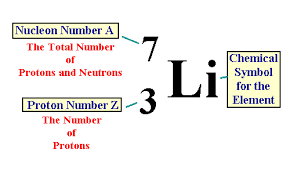 Nucleon Number A
The Total Number
of
Protons and Neutrons
7
Li
3
Chemical
Symbol
for the
Element
Proton Number Z
The Number
of
Protons